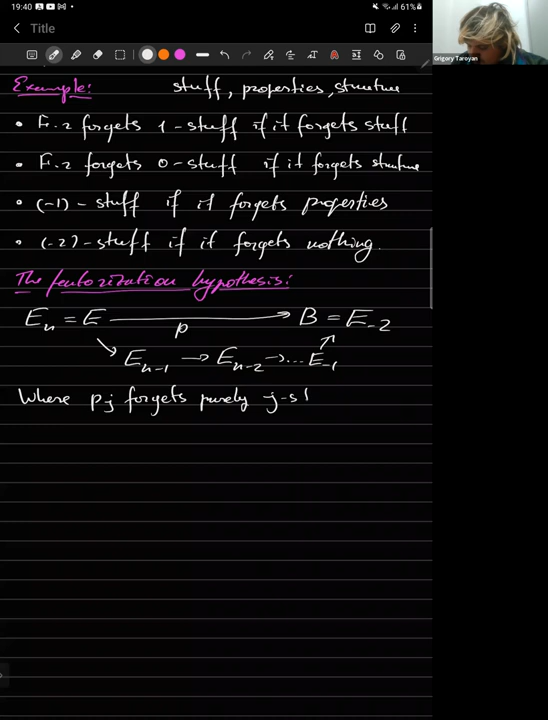 19:40
61%
Title
Grigory Taroyan
Example: stuff, properties, structure
• F-2 forgets 1-stuff if it forgets stuff
• F-2 forgets 0-stuff if it forgets structure
• (-1)-stuff if it forgets properties
• (-2)-stuff if it forgets nothing.
The factorization hypothesis:
Eₙ = E → B = E₋₂
p
Eₙ₋₁ → Eₙ₋₂ → ... E₋₁
Where pⱼ forgets purely j-s